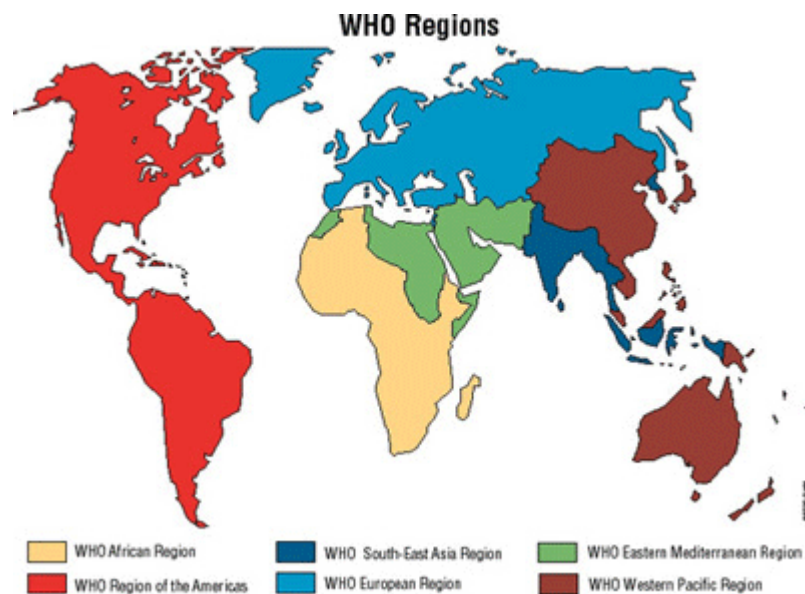 WHO Regions
WHO African Region
WHO South-East Asia Region
WHO Eastern Mediterranean Region
WHO Region of the Americas
WHO European Region
WHO Western Pacific Region